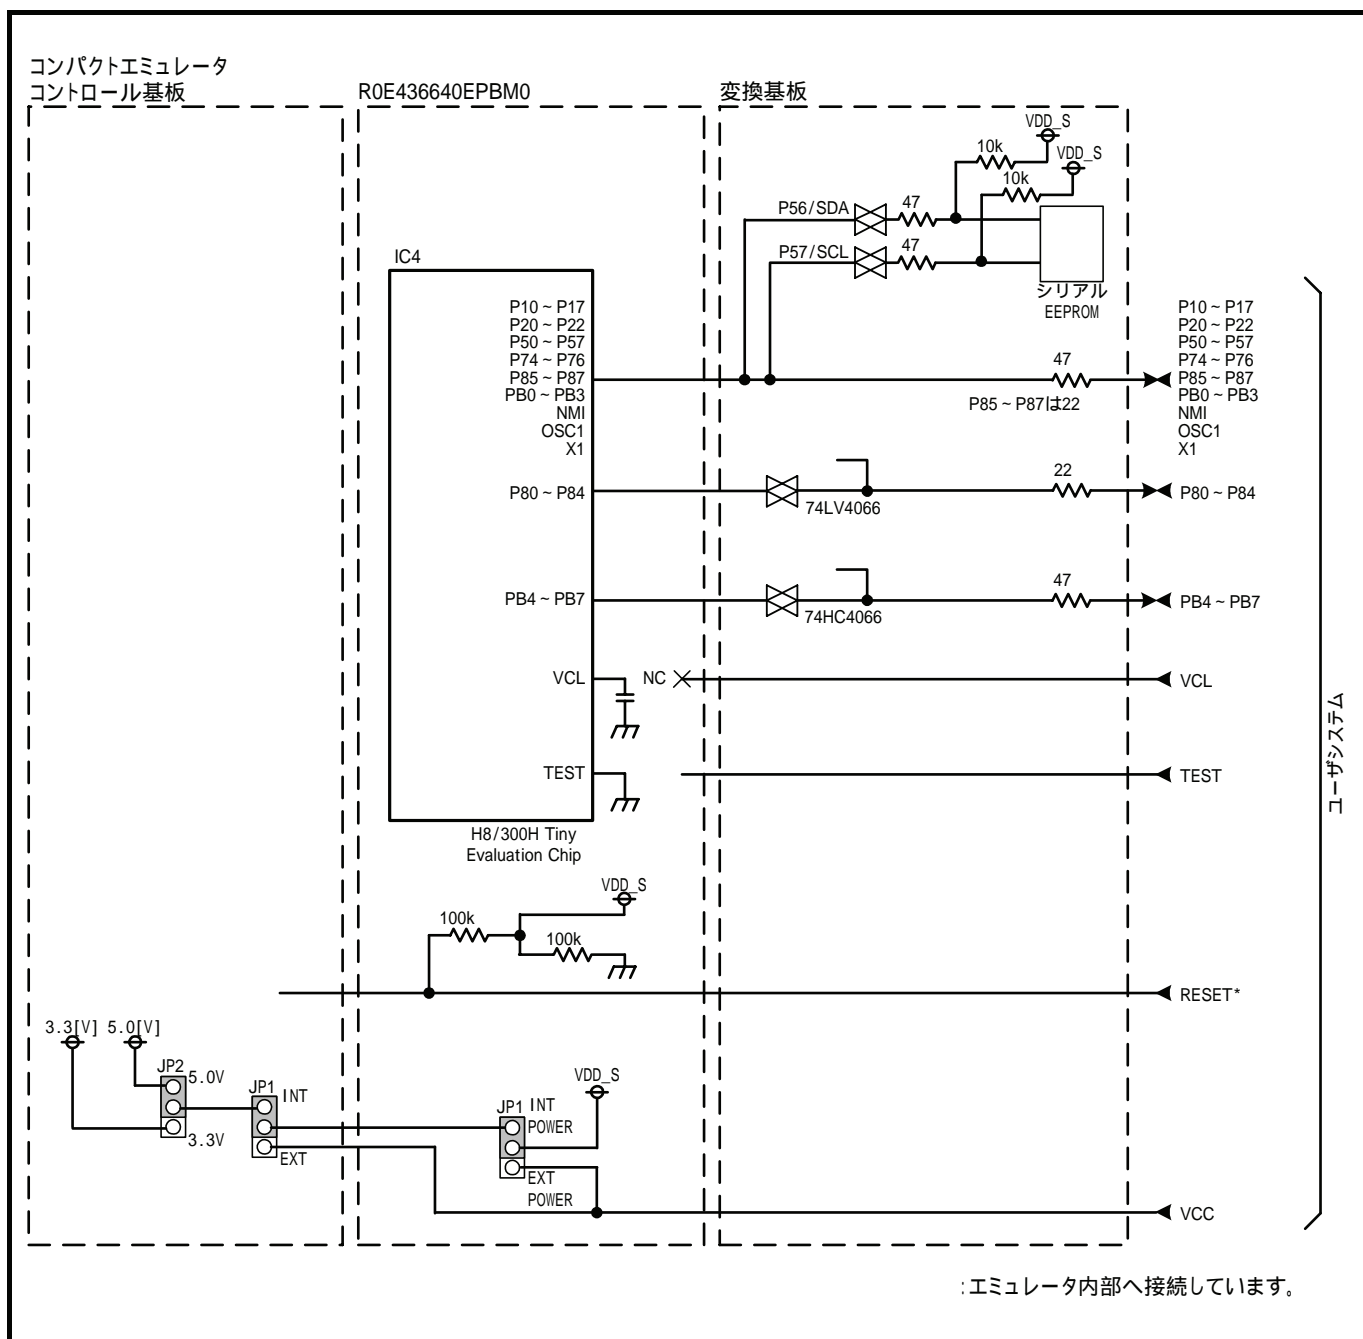 コンパクトエミュレータ
コントロール基板
R0E436640EPBM0
変換基板
VDD_S
10k
VDD_S
10k
P56/SDA
47
P57/SCL
47
シリアル
EEPROM
IC4
P10 ~ P17
P20 ~ P22
P50 ~ P57
P74 ~ P76
P85 ~ P87
PB0 ~ PB3
NMI
OSC1
X1
47
P85 ~ P87は22
P10 ~ P17
P20 ~ P22
P50 ~ P57
P74 ~ P76
P85 ~ P87
PB0 ~ PB3
NMI
OSC1
X1
P80 ~ P84
74LV4066
22
P80 ~ P84
PB4 ~ PB7
74HC4066
47
PB4 ~ PB7
VCL
NC
VCL
TEST
TEST
H8/300H Tiny
Evaluation Chip
ユーザシステム
VDD_S
100k
100k
RESET*
3.3[V]
5.0[V]
JP2
5.0V
3.3V
JP1
INT
EXT
VDD_S
JP1
INT
POWER
EXT
POWER
VCC
:エミュレータ内部へ接続しています。